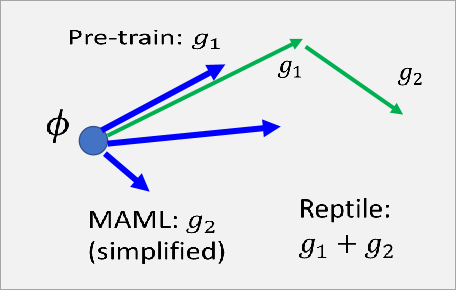 Pre-train: g₁
g₁
g₂
ϕ
MAML: g₂
(simplified)
Reptile:
g₁ + g₂